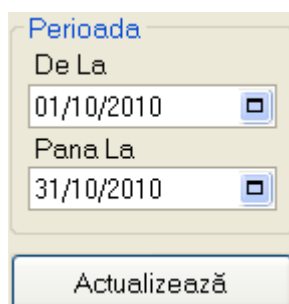 Perioada
De La
01/10/2010
Pana La
31/10/2010
Actualizează